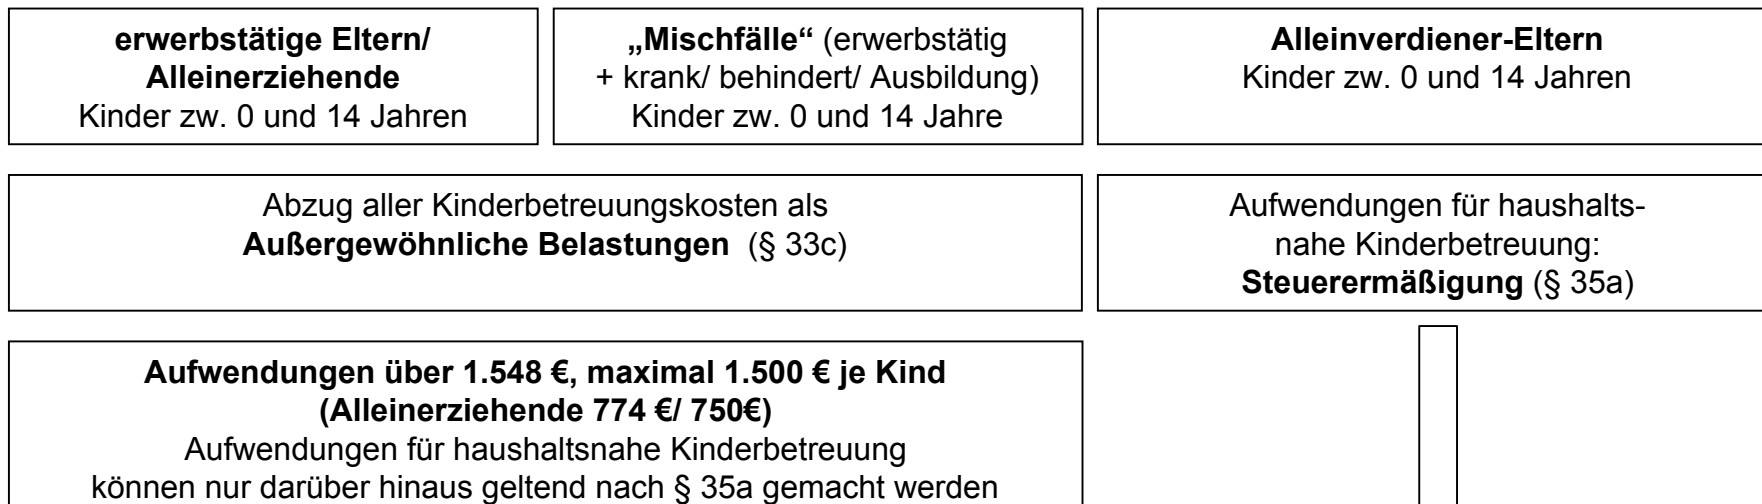 erwerbstätige Eltern/
Alleinerziehende
Kinder zw. 0 und 14 Jahren
„Mischfälle“ (erwerbstätig
+ krank/ behindert/ Ausbildung)
Kinder zw. 0 und 14 Jahre
Alleinverdiener-Eltern
Kinder zw. 0 und 14 Jahren
Abzug aller Kinderbetreuungskosten als
Außergewöhnliche Belastungen (§ 33c)
Aufwendungen für haushalts-
nahe Kinderbetreuung:
Steuerermäßigung (§ 35a)
Aufwendungen über 1.548 €, maximal 1.500 € je Kind
(Alleinerziehende 774 €/ 750€)
Aufwendungen für haushaltsnahe Kinderbetreuung
können nur darüber hinaus geltend nach § 35a gemacht werden